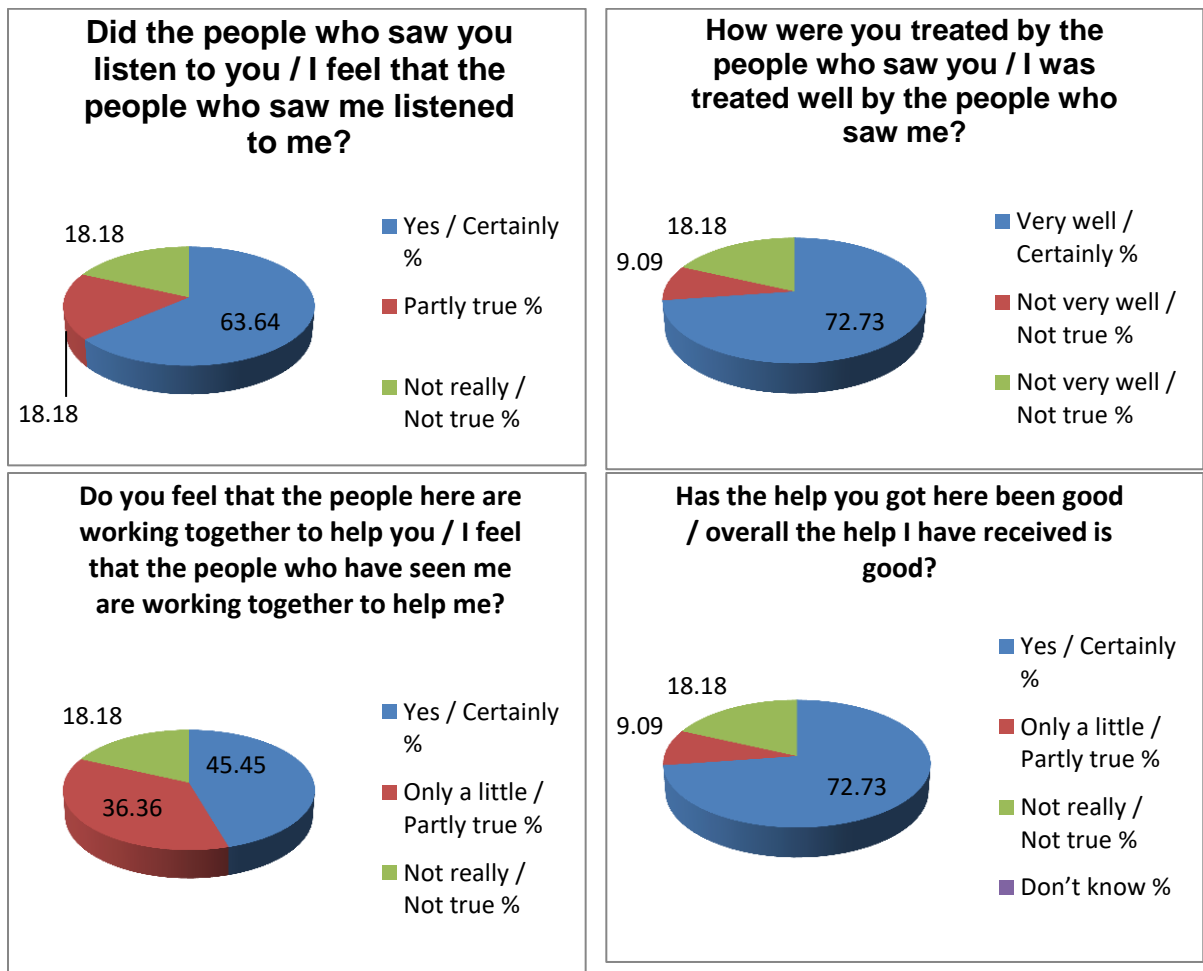 Did the people who saw you
listen to you / I feel that the
people who saw me listened
to me?
18.18
63.64
18.18
Yes / Certainly
%
Partly true %
Not really /
Not true %
How were you treated by the
people who saw you / I was
treated well by the people who
saw me?
18.18
9.09
72.73
Very well /
Certainly %
Not very well /
Not true %
Not very well /
Not true %
Do you feel that the people here are
working together to help you / I feel
that the people who have seen me
are working together to help me?
18.18
45.45
36.36
Yes / Certainly
%
Only a little /
Partly true %
Not really /
Not true %
Has the help you got here been good
/ overall the help I have received is
good?
18.18
9.09
72.73
Yes / Certainly
%
Only a little /
Partly true %
Not really /
Not true %
Don’t know %